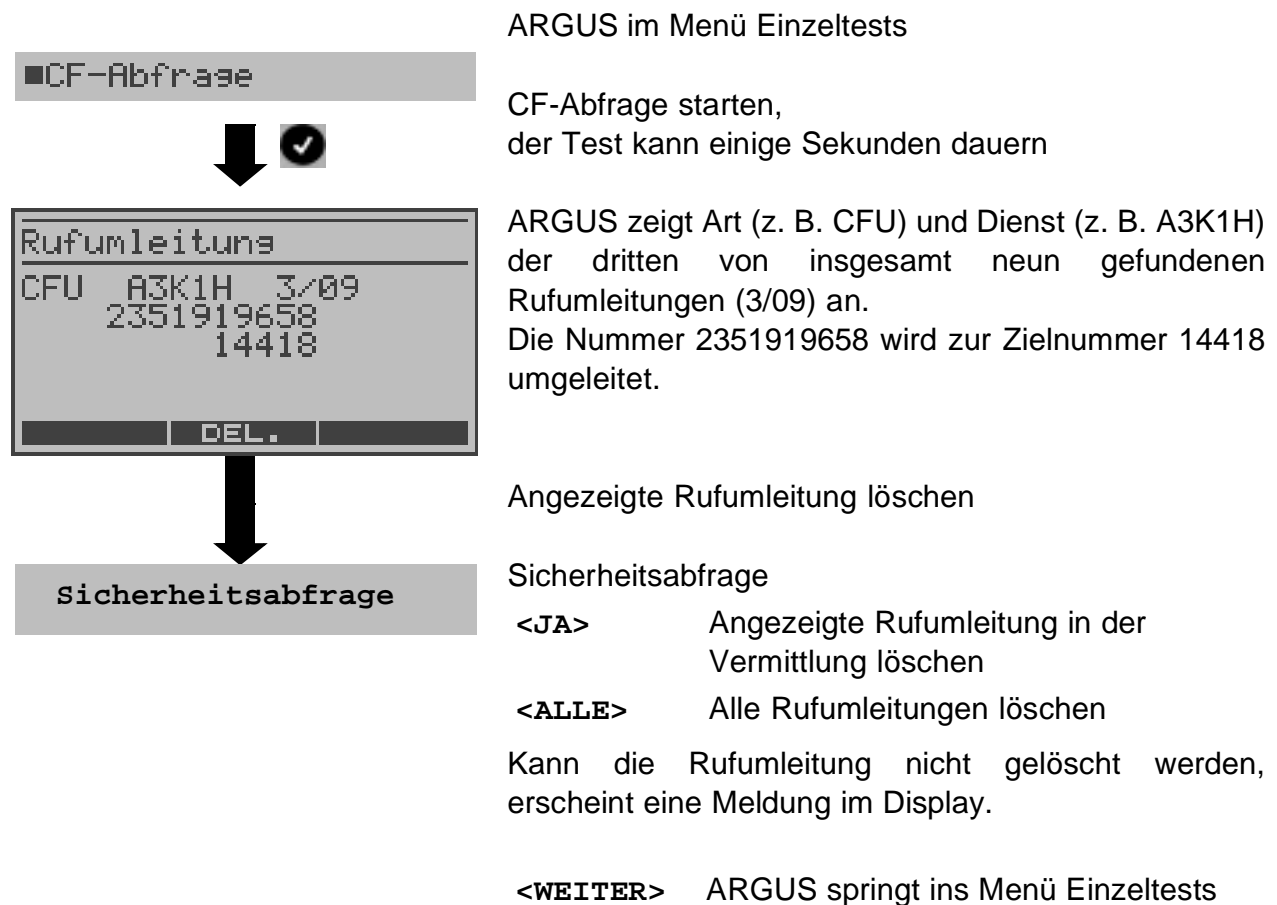 ARGUS im Menü Einzeltests
■CF-Abfrage
CF-Abfrage starten,
der Test kann einige Sekunden dauern
Rufumleitung
CFU A3K1H 3/09
2351919658
14418
DEL.
ARGUS zeigt Art (z. B. CFU) und Dienst (z. B. A3K1H)
der dritten von insgesamt neun gefundenen
Rufumleitungen (3/09) an.
Die Nummer 2351919658 wird zur Zielnummer 14418
umgeleitet.
Angezeigte Rufumleitung löschen
Sicherheitsabfrage
Sicherheitsabfrage
<JA> Angezeigte Rufumleitung in der
Vermittlung löschen
<ALLE> Alle Rufumleitungen löschen
Kann die Rufumleitung nicht gelöscht werden,
erscheint eine Meldung im Display.
<WEITER> ARGUS springt ins Menü Einzeltests